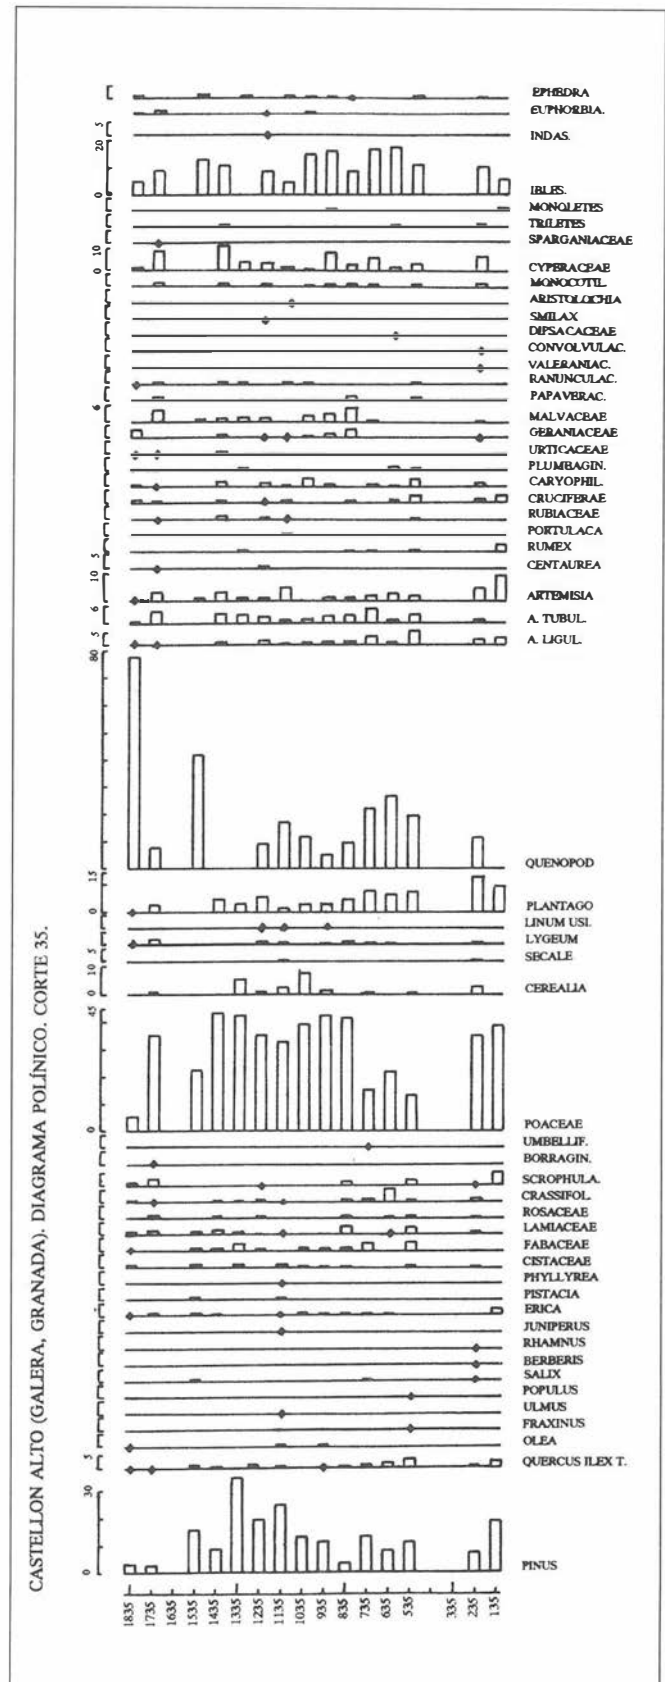 CASTELLON ALTO (GALERA, GRANADA). DIAGRAMA POLÍNICO. CORTE 35.
EPHEDRA
EUPHORBIA.
5
INDAS.
20
0
IBLES.
MONOLETES
TRILETES
SPARGANIACEAE
10
0
CYPERACEAE
MONOCOTIL.
ARISTOLOCHIA
SMILAX
DIPSACACEAE
CONVOLVULAC.
VALERANIAC.
RANUNCULAC.
PAPAVERAC.
6
MALVACEAE
GERANIACEAE
URTICACEAE
PLUMBAGIN.
CARYOPHIL.
CRUCIFERAE
RUBIACEAE
PORTULACA
RUMEX
5
CENTAUREA
10
ARTEMISIA
6
A. TUBUL.
5
A. LIGUL.
80
0
QUENOPOD
15
0
PLANTAGO
LINUM USI.
LYGEUM
5
SECALE
10
0
CEREALIA
45
0
POACEAE
UMBELLIF.
BORRAGIN.
SCROPHULA.
CRASSIFOL.
ROSACEAE
LAMIACEAE
FABACEAE
CISTACEAE
PHYLLYREA
PISTACIA
ERICA
JUNIPERUS
RHAMNUS
BERBERIS
SALIX
POPULUS
ULMUS
FRAXINUS
OLEA
5
QUERCUS ILEX T.
30
0
PINUS
1835 1735 1635 1535 1435 1335 1235 1135 1035 935 835 735 635 535 335 235 135